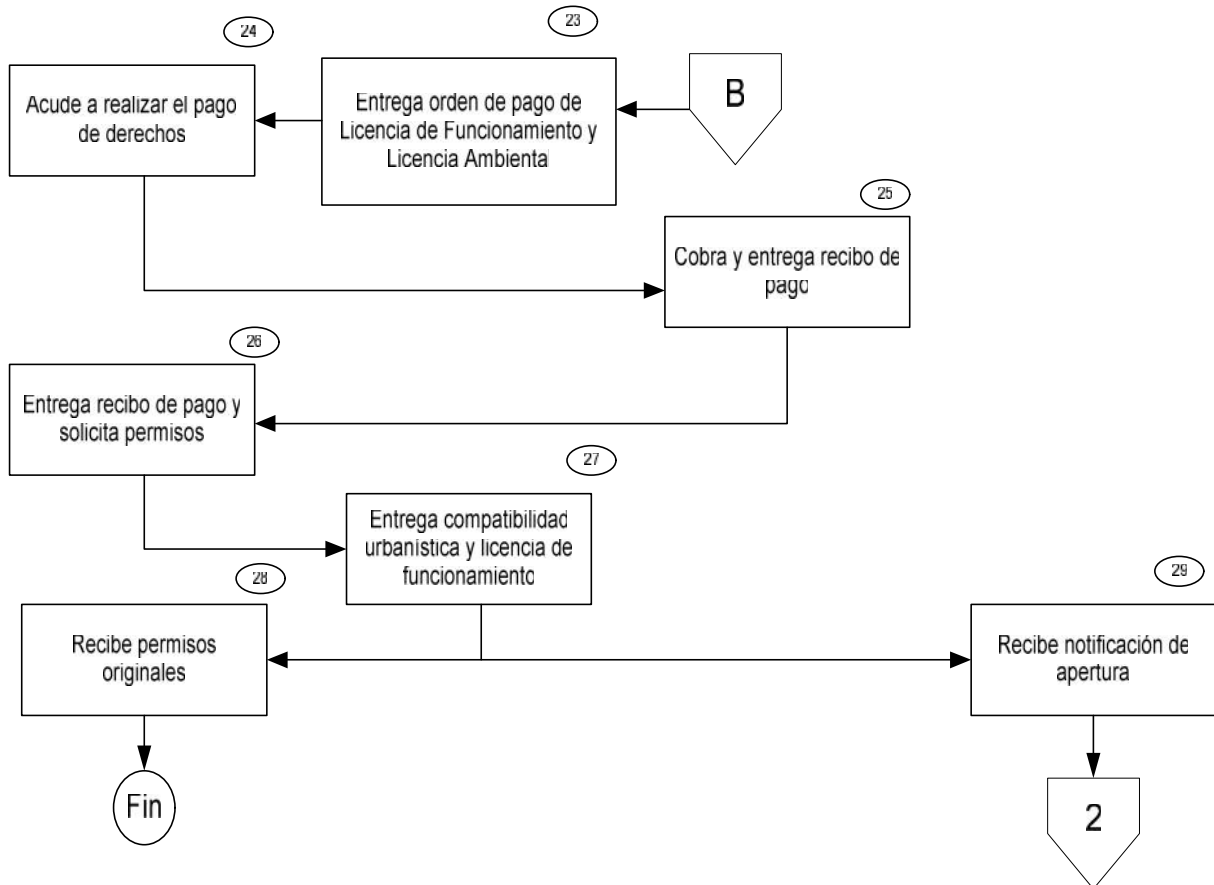 24
23
Acude a realizar el pago
de derechos
Entrega orden de pago de
Licencia de Funcionamiento y
Licencia Ambiental
B
25
Cobra y entrega recibo de
pago
26
Entrega recibo de pago y
solicita permisos
27
Entrega compatibilidad
urbanística y licencia de
funcionamiento
28
29
Recibe permisos
originales
Recibe notificación de
apertura
Fin
2